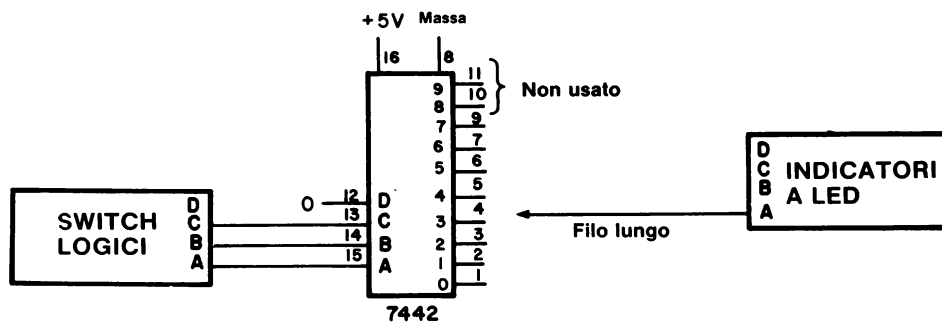 +5V Massa
16 8
9 11
10
8
Non usato
7 9
6 7
5 6
5
4
3 4
2 3
1 2
0 1
SWITCH
LOGICI
D
C
B
A
0
12 D
13 C
14 B
15 A
7442
Filo lungo
D
C
B
A
INDICATORI
A LED